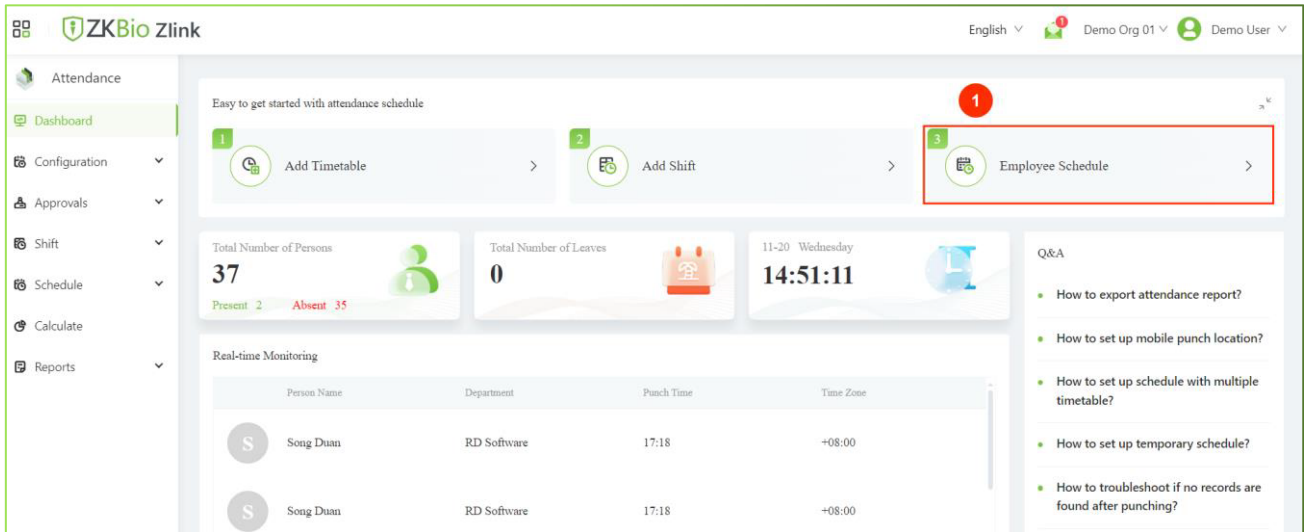 ZKBio Zlink
English
1
Demo Org 01
Demo User
Attendance
Dashboard
Configuration
Approvals
Shift
Schedule
Calculate
Reports
Easy to get started with attendance schedule
1
1
Add Timetable
2
Add Shift
3
Employee Schedule
Total Number of Persons
37
Present 2 Absent 35
Total Number of Leaves
0
11-20 Wednesday
14:51:11
Q&A
How to export attendance report?
How to set up mobile punch location?
How to set up schedule with multiple
timetable?
How to set up temporary schedule?
How to troubleshoot if no records are
found after punching?
Real-time Monitoring
Person Name Department Punch Time Time Zone
S Song Duan RD Software 17:18 +08:00
S Song Duan RD Software 17:18 +08:00